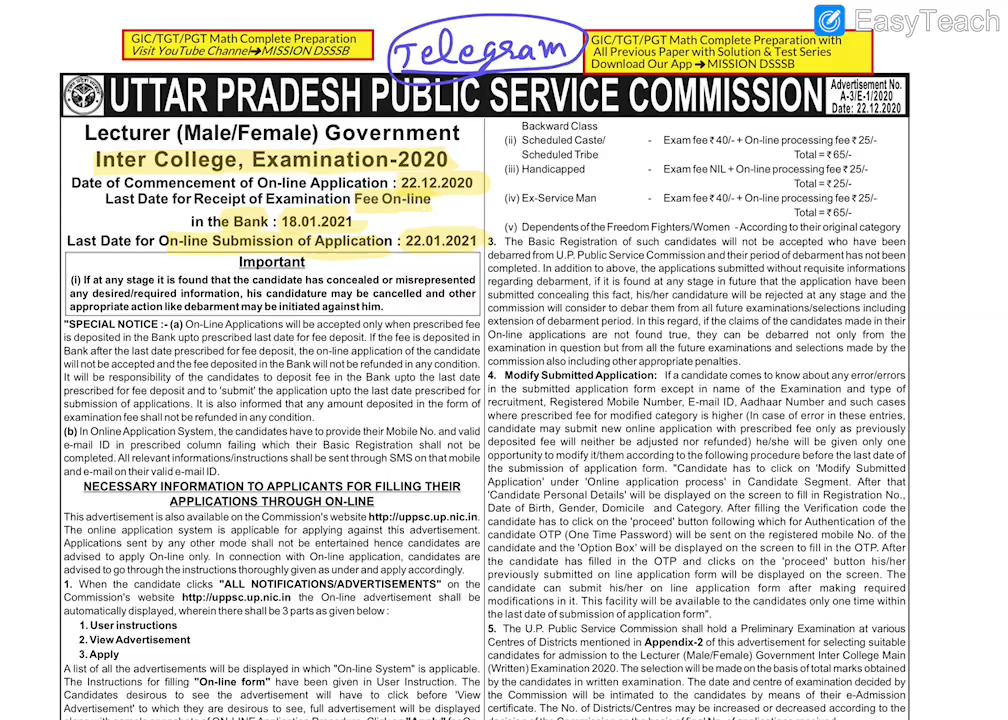 GIC/TGT/PGT Math Complete Preparation
Visit YouTube Channel➔MISSION DSSSB
Telegram
GIC/TGT/PGT Math Complete Preparation with
All Previous Paper with Solution & Test Series
Download Our App ➔MISSION DSSSB
EasyTeach
UTTAR PRADESH PUBLIC SERVICE COMMISSION
Advertisement No.
A-3/E-1/2020
Date: 22.12.2020
Lecturer (Male/Female) Government
Inter College, Examination-2020
Date of Commencement of On-line Application : 22.12.2020
Last Date for Receipt of Examination Fee On-line
in the Bank : 18.01.2021
Last Date for On-line Submission of Application : 22.01.2021
Important
(i) If at any stage it is found that the candidate has concealed or misrepresented
any desired/required information, his candidature may be cancelled and other
appropriate action like debarment may be initiated against him.
"SPECIAL NOTICE :- (a) On-Line Applications will be accepted only when prescribed fee
is deposited in the Bank upto prescribed last date for fee deposit. If the fee is deposited in
Bank after the last date prescribed for fee deposit, the on-line application of the candidate
will not be accepted and the fee deposited in the Bank will not be refunded in any condition.
It will be responsibility of the candidates to deposit fee in the Bank upto the last date
prescribed for fee deposit and to 'submit' the application upto the last date prescribed for
submission of applications. It is also informed that any amount deposited in the form of
examination fee shall not be refunded in any condition.
(b) In Online Application System, the candidates have to provide their Mobile No. and valid
e-mail ID in prescribed column failing which their Basic Registration shall not be
completed. All relevant informations/instructions shall be sent through SMS on that mobile
and e-mail on their valid e-mail ID.
NECESSARY INFORMATION TO APPLICANTS FOR FILLING THEIR
APPLICATIONS THROUGH ON-LINE
This advertisement is also available on the Commission's website http://uppsc.up.nic.in.
The online application system is applicable for applying against this advertisement.
Applications sent by any other mode shall not be entertained hence candidates are
advised to apply On-line only. In connection with On-line application, candidates are
advised to go through the instructions thoroughly given as under and apply accordingly.
1. When the candidate clicks "ALL NOTIFICATIONS/ADVERTISEMENTS" on the
Commission's website http://uppsc.up.nic.in the On-line advertisement shall be
automatically displayed, wherein there shall be 3 parts as given below :
1. User instructions
2. View Advertisement
3. Apply
A list of all the advertisements will be displayed in which "On-line System" is applicable.
The Instructions for filling "On-line form" have been given in User Instruction. The
Candidates desirous to see the advertisement will have to click before 'View
Advertisement' to which they are desirous to see, full advertisement will be displayed
Backward Class
(ii) Scheduled Caste/ - Exam fee ₹ 40/- + On-line processing fee ₹ 25/-
Scheduled Tribe Total = ₹ 65/-
(iii) Handicapped - Exam fee NIL + On-line processing fee ₹ 25/-
Total = ₹ 25/-
(iv) Ex-Service Man - Exam fee ₹ 40/- + On-line processing fee ₹ 25/-
Total = ₹ 65/-
(v) Dependents of the Freedom Fighters/Women - According to their original category
3. The Basic Registration of such candidates will not be accepted who have been
debarred from U.P. Public Service Commission and their period of debarment has not been
completed. In addition to above, the applications submitted without requisite informations
regarding debarment, if it is found at any stage in future that the application have been
submitted concealing this fact, his/her candidature will be rejected at any stage and the
commission will consider to debar them from all future examinations/selections including
extension of debarment period. In this regard, if the claims of the candidates made in their
On-line applications are not found true, they can be debarred not only from the
examination in question but from all the future examinations and selections made by the
commission also including other appropriate penalties.
4. Modify Submitted Application: If a candidate comes to know about any error/errors
in the submitted application form except in name of the Examination and type of
recruitment, Registered Mobile Number, E-mail ID, Aadhaar Number and such cases
where prescribed fee for modified category is higher (In case of error in these entries,
candidate may submit new online application with prescribed fee only as previously
deposited fee will neither be adjusted nor refunded) he/she will be given only one
opportunity to modify it/them according to the following procedure before the last date of
the submission of application form. "Candidate has to click on 'Modify Submitted
Application' under 'Online application process' in Candidate Segment. After that
'Candidate Personal Details' will be displayed on the screen to fill in Registration No.,
Date of Birth, Gender, Domicile and Category. After filling the Verification code the
candidate has to click on the 'proceed' button following which for Authentication of the
candidate OTP (One Time Password) will be sent on the registered mobile No. of the
candidate and the 'Option Box' will be displayed on the screen to fill in the OTP. After
the candidate has filled in the OTP and clicks on the 'proceed' button his/her
previously submitted on line application form will be displayed on the screen. The
candidate can submit his/her on line application form after making required
modifications in it. This facility will be available to the candidates only one time within
the last date of submission of application form".
5. The U.P. Public Service Commission shall hold a Preliminary Examination at various
Centres of Districts mentioned in Appendix-2 of this advertisement for selecting suitable
candidates for admission to the Lecturer (Male/Female) Government Inter College Main
(Written) Examination 2020. The selection will be made on the basis of total marks obtained
by the candidates in written examination. The date and centre of examination decided by
the Commission will be intimated to the candidates by means of their e-Admission
certificate. The No. of Districts/Centres may be increased or decreased according to the